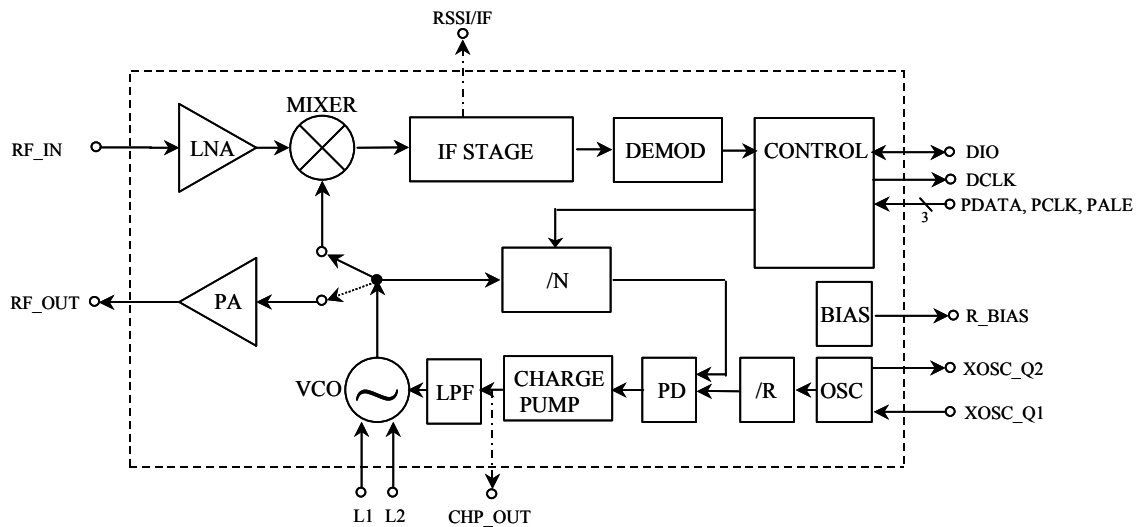 RSSI/IF
MIXER
RF_IN
LNA
IF STAGE
DEMOD
CONTROL
DIO
DCLK
3
PDATA, PCLK, PALE
/N
RF_OUT
PA
BIAS
R_BIAS
VCO
LPF
CHARGE
PUMP
PD
/R
OSC
XOSC_Q2
XOSC_Q1
L1
L2
CHP_OUT